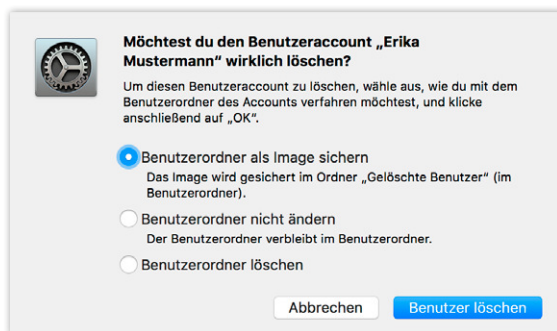 Möchtest du den Benutzeraccount „Erika
Mustermann“ wirklich löschen?
Um diesen Benutzeraccount zu löschen, wähle aus, wie du mit dem
Benutzerordner des Accounts verfahren möchtest, und klicke
anschließend auf „OK“.
Benutzerordner als Image sichern
Das Image wird gesichert im Ordner „Gelöschte Benutzer“ (im
Benutzerordner).
Benutzerordner nicht ändern
Der Benutzerordner verbleibt im Benutzerordner.
Benutzerordner löschen
Abbrechen Benutzer löschen